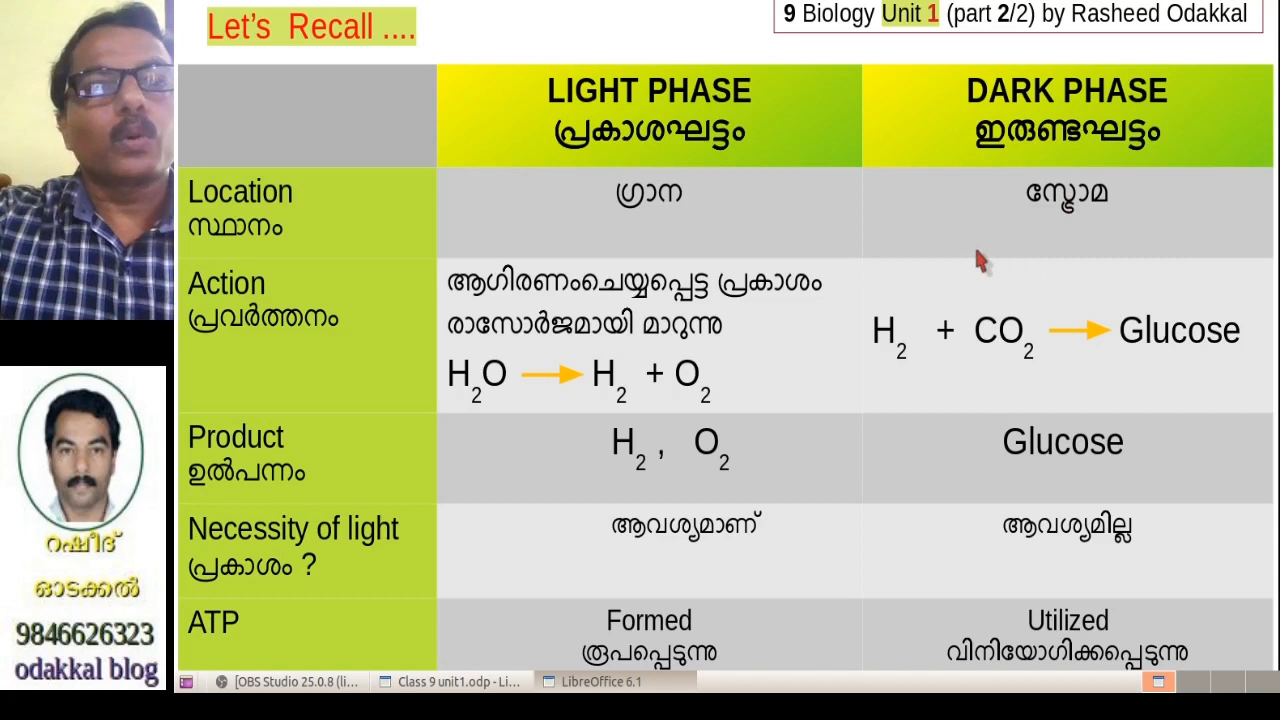 Let's Recall ....
9 Biology Unit 1 (part 2/2) by Rasheed Odakkal
LIGHT PHASE
പ്രകാശഘട്ടം
DARK PHASE
ഇരുണ്ടഘട്ടം
Location
സ്ഥാനം
ഗ്രാന
സ്ട്രോമ
Action
പ്രവർത്തനം
ആഗിരണംചെയ്യപ്പെട്ട പ്രകാശം
രാസോർജമായി മാറുന്നു
H2O → H2 + O2
H2 + CO2 → Glucose
Product
ഉൽപന്നം
H2 , O2
Glucose
Necessity of light
പ്രകാശം ?
ആവശ്യമാണ്
ആവശ്യമില്ല
ATP
Formed
രൂപപ്പെടുന്നു
Utilized
വിനിയോഗിക്കപ്പെടുന്നു
റഷീദ്
ഓടക്കൽ
9846626323
odakkal blog
[OBS Studio 25.0.8 (li...
Class 9 unit1.odp - Li...
LibreOffice 6.1